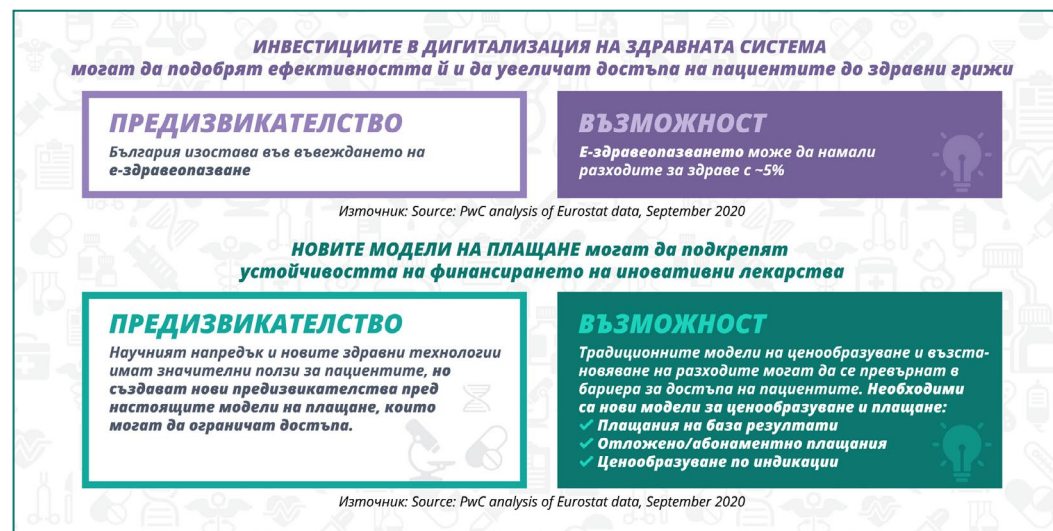 ИНВЕСТИЦИИТЕ В ДИГИТАЛИЗАЦИЯ НА ЗДРАВНАТА СИСТЕМА
могат да подобрят ефективността ѝ и да увеличат достъпа на пациентите до здравни грижи
ПРЕДИЗВИКАТЕЛСТВО
България изостава във въвеждането на
е-здравеопазване
ВЪЗМОЖНОСТ
Е-здравеопазването може да намали
разходите за здраве с ~5%
Източник: Source: PwC analysis of Eurostat data, September 2020
НОВИТЕ МОДЕЛИ НА ПЛАЩАНЕ могат да подкрепят
устойчивостта на финансирането на иновативни лекарства
ПРЕДИЗВИКАТЕЛСТВО
Научният напредък и новите здравни технологии
имат значителни ползи за пациентите, но
създават нови предизвикателства пред
настоящите модели на плащане, които
могат да ограничат достъпа.
ВЪЗМОЖНОСТ
Традиционните модели на ценообразуване и възста-
новяване на разходите могат да се превърнат в
бариера за достъпа на пациентите. Необходими
са нови модели за ценообразуване и плащане:
✓ Плащания на база резултати
✓ Отложено/абонаментно плащания
✓ Ценообразуване по индикации
Източник: Source: PwC analysis of Eurostat data, September 2020